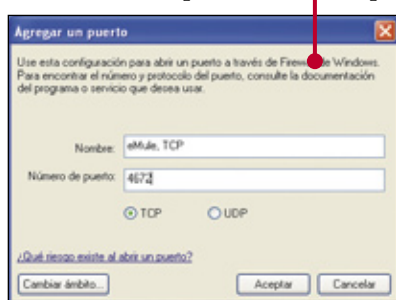 Agregar un puerto
Use esta configuración para abrir un puerto a través de Firewall de Windows.
Para encontrar el número y protocolo del puerto, consulte la documentación
del programa o servicio que desea usar.
Nombre: eMule, TCP
Número de puerto: 4672
TCP UDP
¿Qué riesgo existe al abrir un puerto?
Cambiar ámbito... Aceptar Cancelar